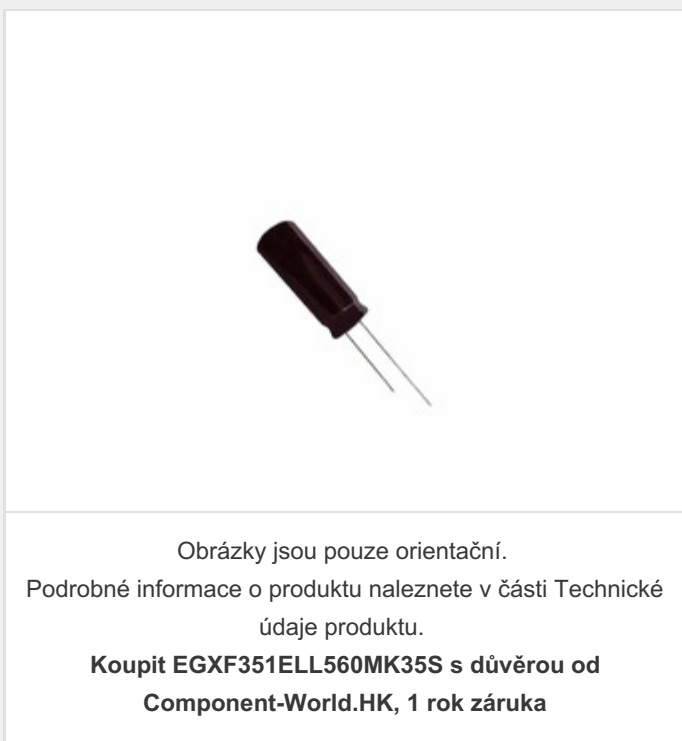 Obrázky jsou pouze orientační.
Podrobné informace o produktu naleznete v části Technické
údaje produktu.
Koupit EGXF351ELL560MK35S s důvěrou od
Component-World.HK, 1 rok záruka